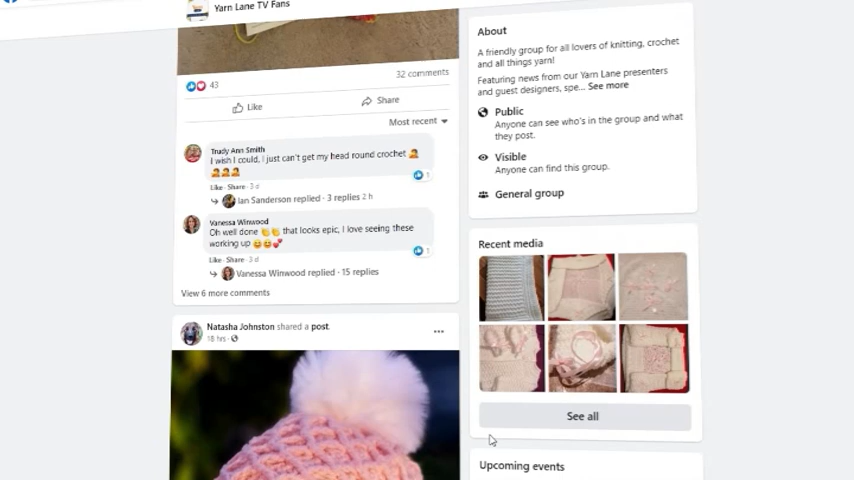 Yarn Lane TV Fans
43
32 comments
Like
Share
Most recent
Trudy Ann Smith
I wish I could, I just can't get my head round crochet
1
Like · Share · 3 d
Ian Sanderson replied · 3 replies 2 h
Vanessa Winwood
Oh well done 👏👏 that looks epic, I love seeing these
working up 😆😆💕
1
Like · Share · 3 d
Vanessa Winwood replied · 15 replies
View 6 more comments
Natasha Johnston shared a post.
18 hrs ·
About
A friendly group for all lovers of knitting, crochet
and all things yarn!
Featuring news from our Yarn Lane presenters
and guest designers, spe... See more
Public
Anyone can see who's in the group and what
they post.
Visible
Anyone can find this group.
General group
Recent media
See all
Upcoming events